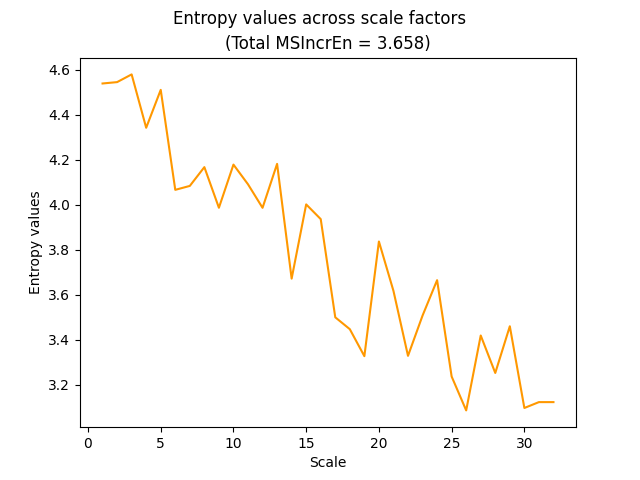 Entropy values across scale factors
(Total MSIncrEn = 3.658)
4.6
4.4
4.2
4.0
3.8
3.6
3.4
3.2
Entropy values
0 5 10 15 20 25 30
Scale